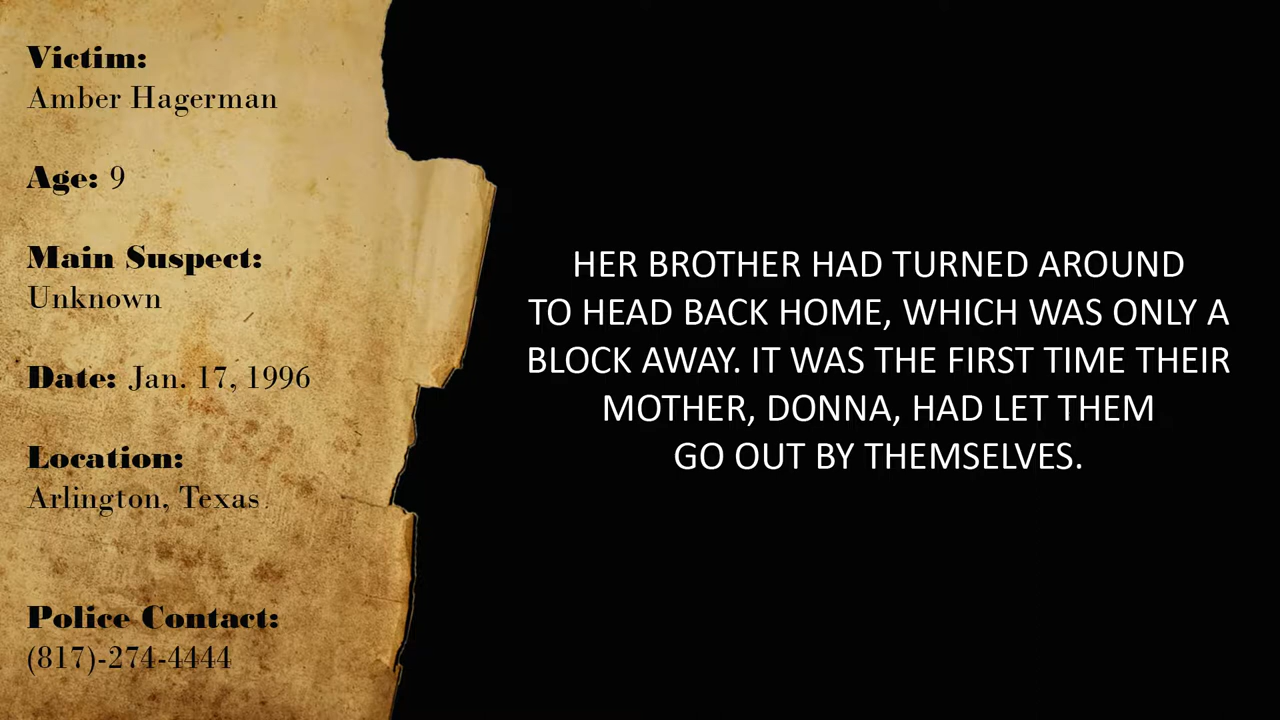 Victim:
Amber Hagerman
Age: 9
Main Suspect:
Unknown
Date: Jan. 17, 1996
Location:
Arlington, Texas
Police Contact:
(817)-274-4444
HER BROTHER HAD TURNED AROUND
TO HEAD BACK HOME, WHICH WAS ONLY A
BLOCK AWAY. IT WAS THE FIRST TIME THEIR
MOTHER, DONNA, HAD LET THEM
GO OUT BY THEMSELVES.